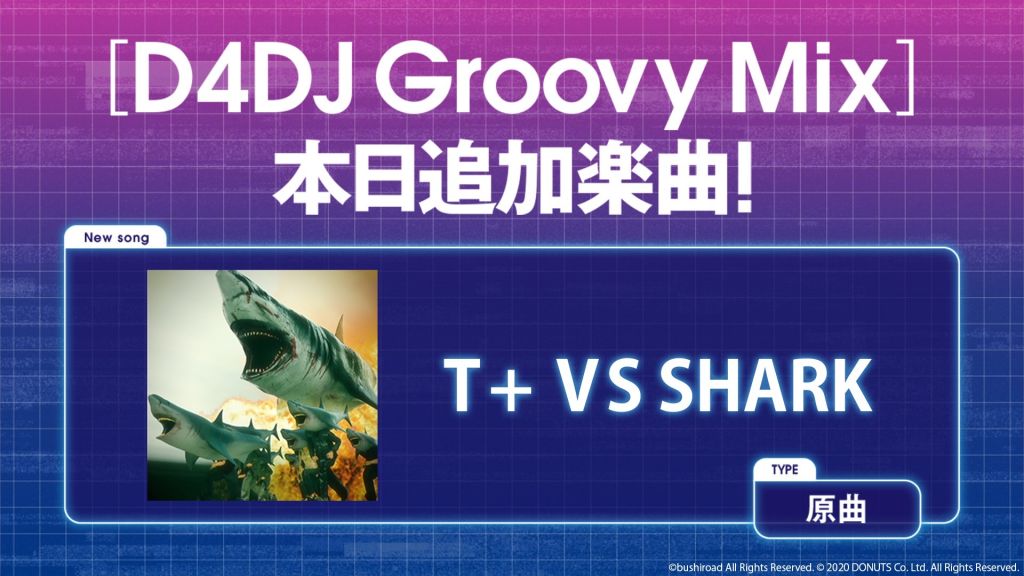 [D4DJ Groovy Mix]
本日追加楽曲!
New song
T+ VS SHARK
TYPE
原曲
©bushiroad All Rights Reserved. © 2020 DONUTS Co. Ltd. All Rights Reserved.